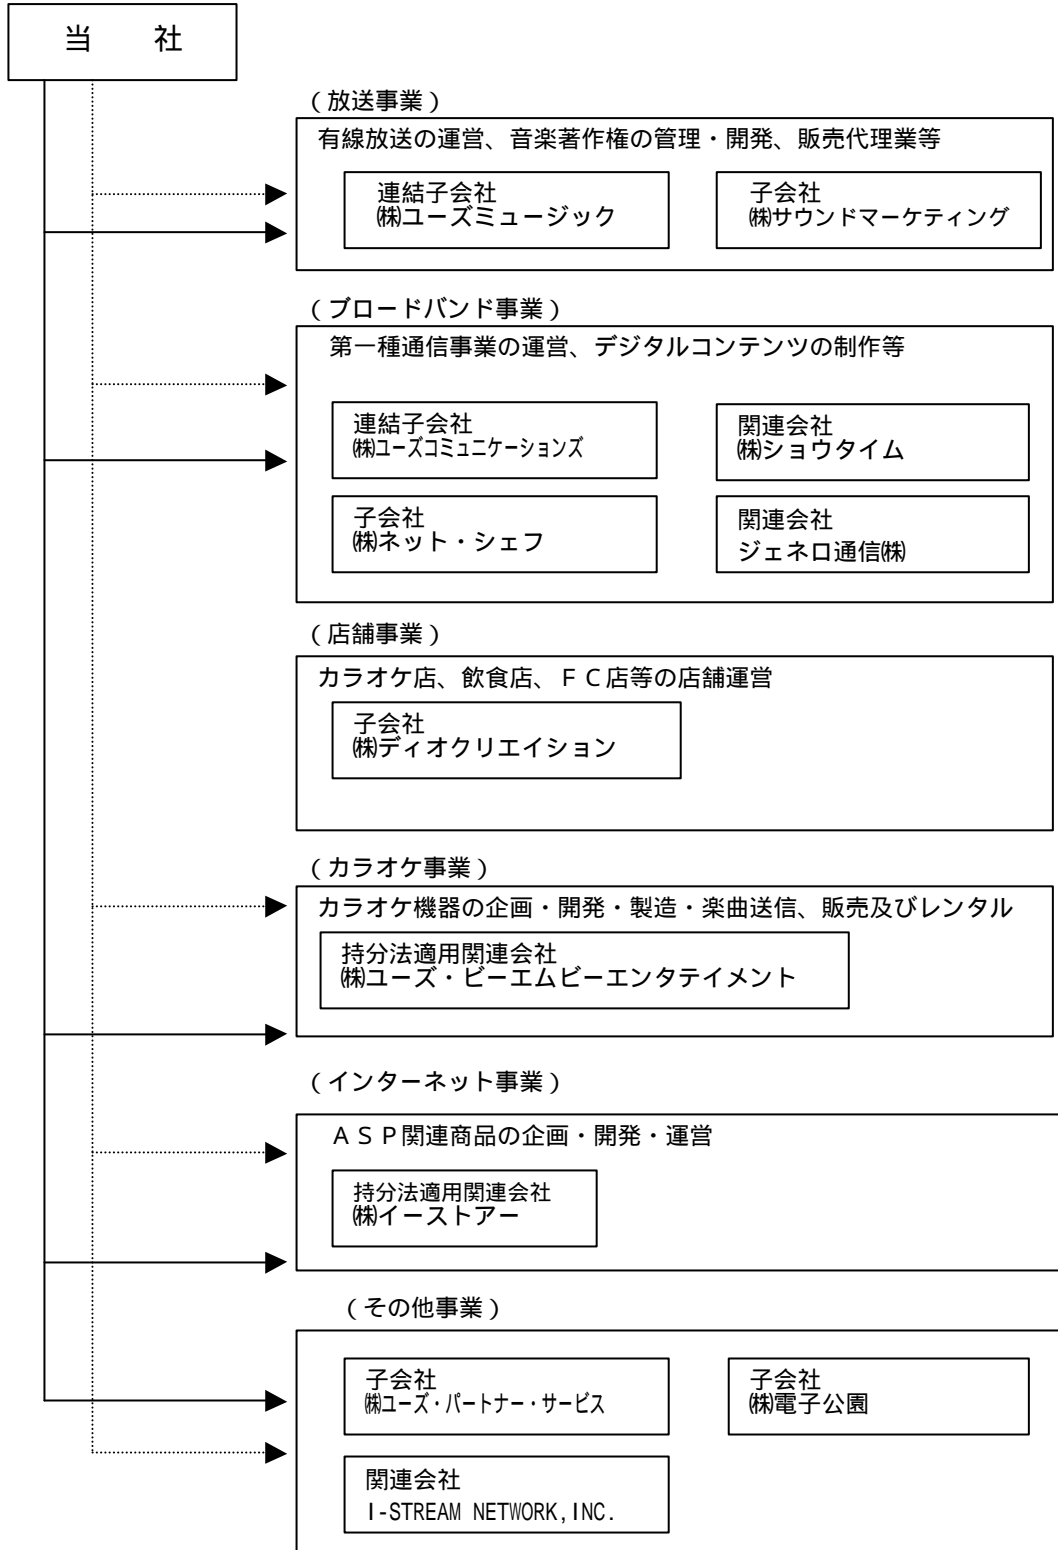 当　　社
（放送事業）
有線放送の運営、音楽著作権の管理・開発、販売代理業等
連結子会社
㈱ユーズミュージック
子会社
㈱サウンドマーケティング
（ブロードバンド事業）
第一種通信事業の運営、デジタルコンテンツの制作等
連結子会社
㈱ユーズコミュニケーションズ
関連会社
㈱ショウタイム
子会社
㈱ネット・シェフ
関連会社
ジェネロ通信㈱
（店舗事業）
カラオケ店、飲食店、ＦＣ店等の店舗運営
子会社
㈱ディオクリエイション
（カラオケ事業）
カラオケ機器の企画・開発・製造・楽曲送信、販売及びレンタル
持分法適用関連会社
㈱ユーズ・ビーエムビーエンタテイメント
（インターネット事業）
ＡＳＰ関連商品の企画・開発・運営
持分法適用関連会社
㈱イーストアー
（その他事業）
子会社
㈱ユーズ・パートナー・サービス
子会社
㈱電子公園
関連会社
I-STREAM NETWORK,INC.